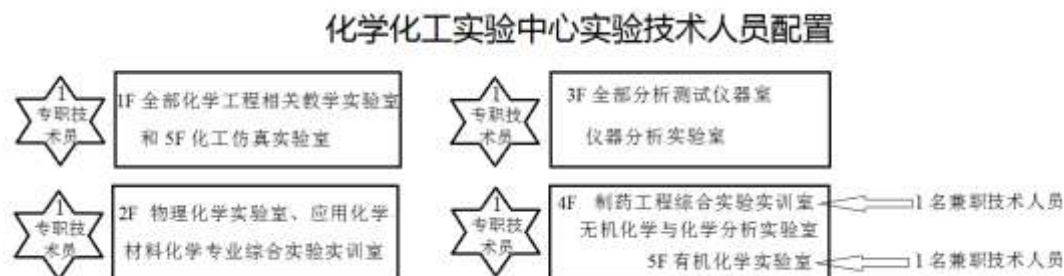 化学化工实验中心实验技术人员配置
1
专职技
术员
1F 全部化学工程相关教学实验室
和 5F 化工仿真实验室
1
专职技
术员
3F 全部分析测试仪器室
仪器分析实验室
1
专职技
术员
2F 物理化学实验室、应用化学
材料化学专业综合实验实训室
1
专职技
术员
4F 制药工程综合实验实训室
1 名兼职技术人员
无机化学与化学分析实验室
5F 有机化学实验室
1 名兼职技术人员